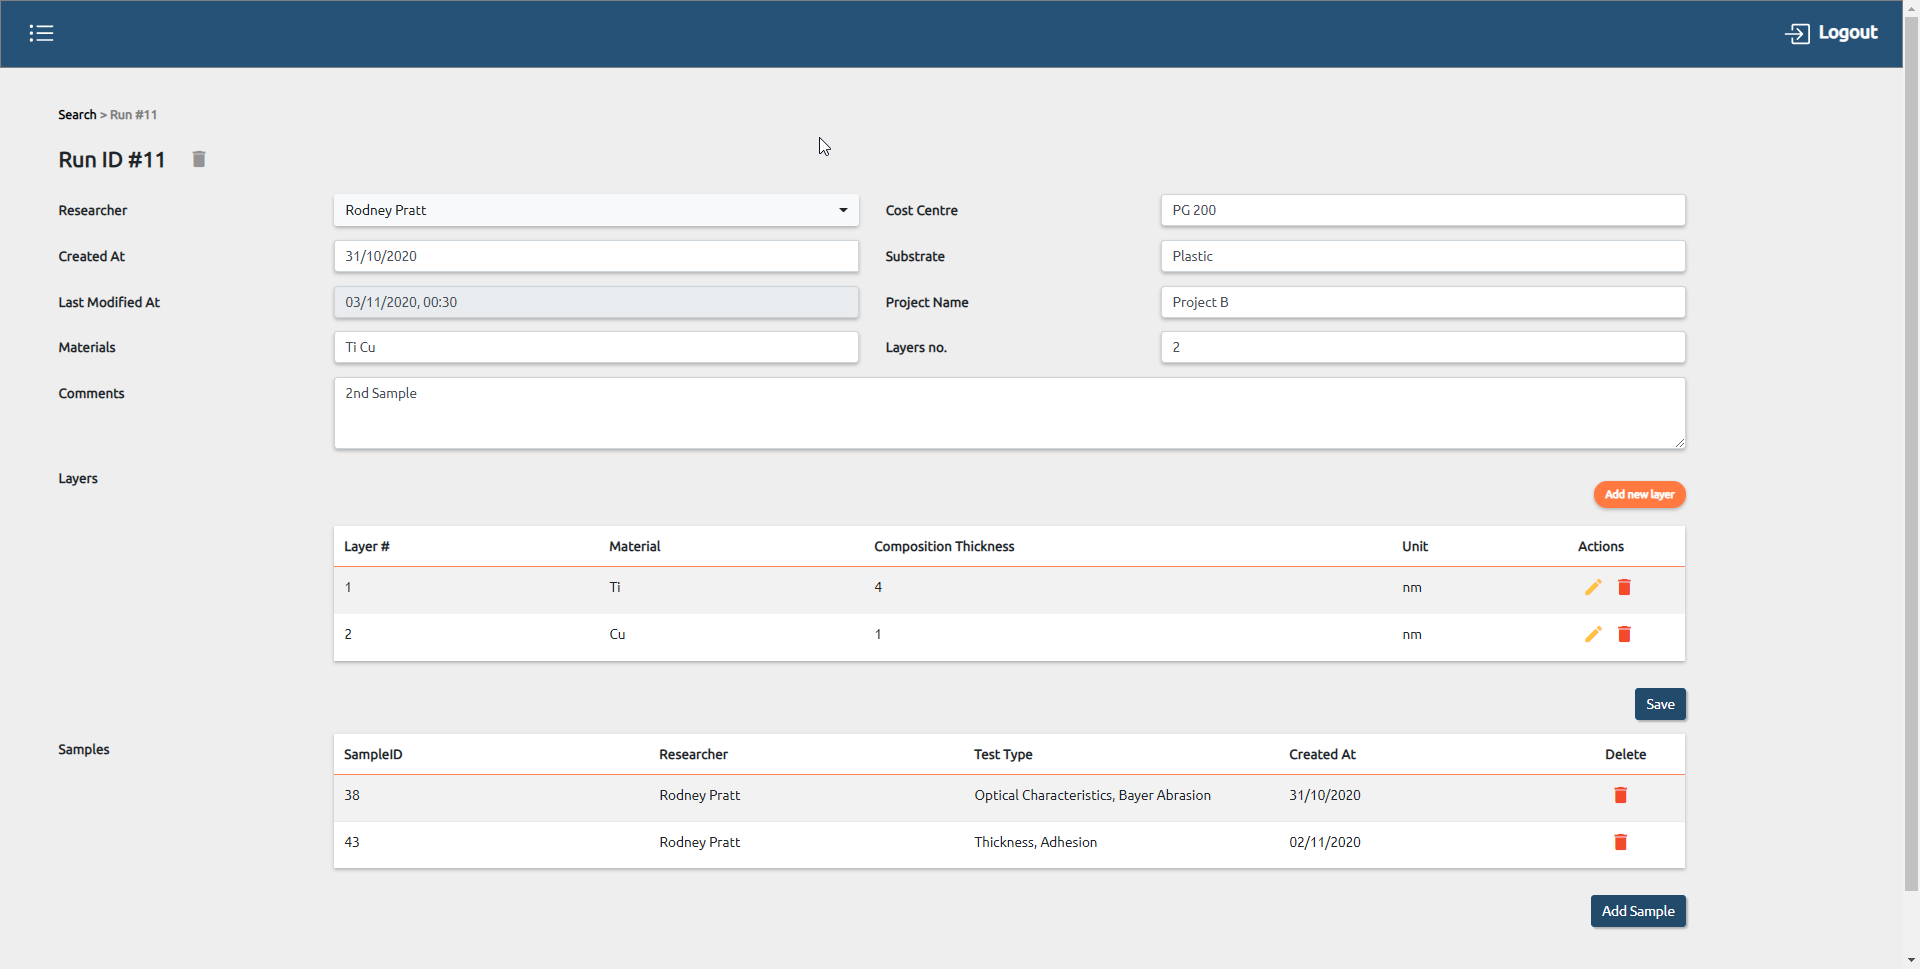 Logout
Search > Run #11
Run ID #11
Researcher Rodney Pratt Cost Centre PG 200
Created At 31/10/2020 Substrate Plastic
Last Modified At 03/11/2020, 00:30 Project Name Project B
Materials Ti Cu Layers no. 2
Comments 2nd Sample
Layers
Add new layer
Layer # Material Composition Thickness Unit Actions
1 Ti 4 nm
2 Cu 1 nm
Save
Samples
SampleID Researcher Test Type Created At Delete
38 Rodney Pratt Optical Characteristics, Bayer Abrasion 31/10/2020
43 Rodney Pratt Thickness, Adhesion 02/11/2020
Add Sample